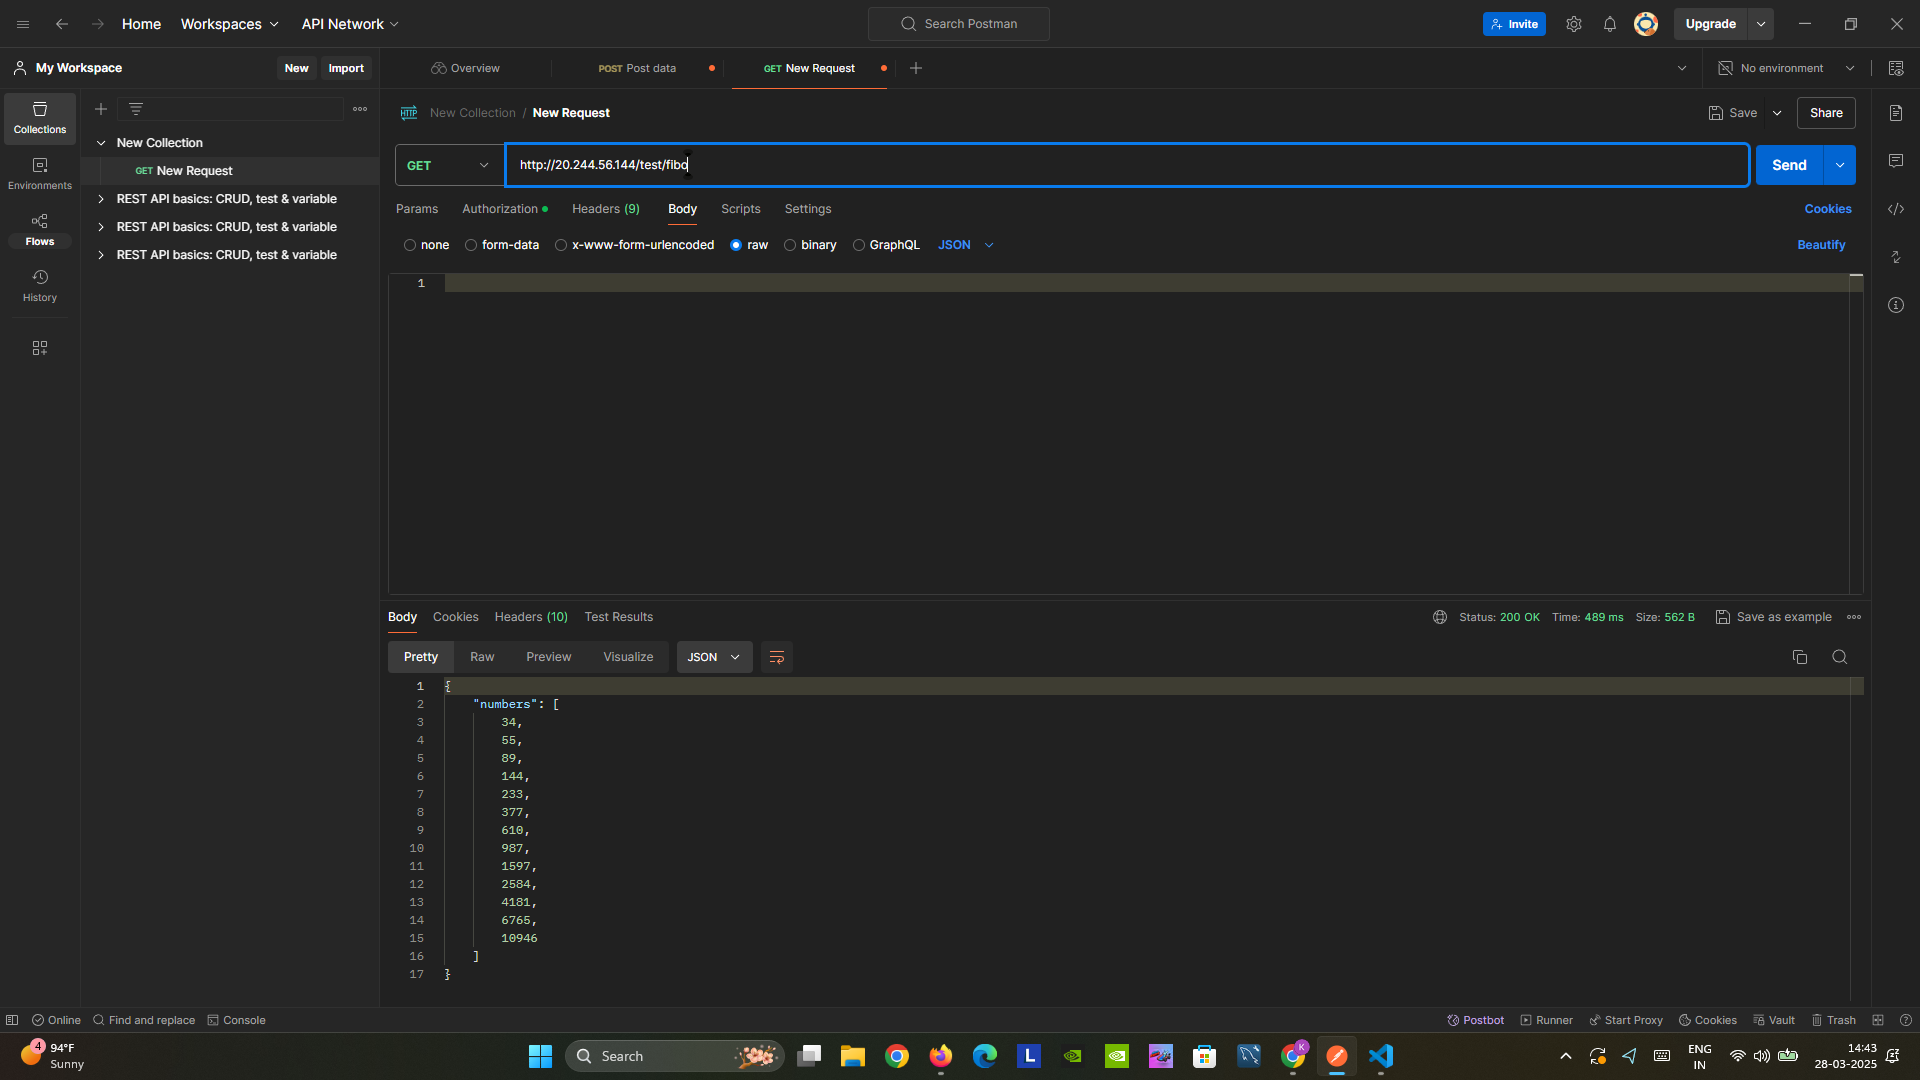 Home Workspaces API Network Search Postman Invite Upgrade
My Workspace New Import Overview POST Post data GET New Request No environment
Collections
Environments
Flows
History
New Collection
GET New Request
REST API basics: CRUD, test & variable
REST API basics: CRUD, test & variable
REST API basics: CRUD, test & variable
HTTP New Collection / New Request Save Share
GET http://20.244.56.144/test/fibo Send
Params Authorization Headers (9) Body Scripts Settings Cookies
none form-data x-www-form-urlencoded raw binary GraphQL JSON Beautify
1
Body Cookies Headers (10) Test Results Status: 200 OK Time: 489 ms Size: 562 B Save as example
Pretty Raw Preview Visualize JSON
1 {
2 "numbers": [
3 34,
4 55,
5 89,
6 144,
7 233,
8 377,
9 610,
10 987,
11 1597,
12 2584,
13 4181,
14 6765,
15 10946
16 ]
17 }
Online Find and replace Console Postbot Runner Start Proxy Cookies Vault Trash
4 94°F
Sunny
Search
L
K
ENG
IN
14:43
28-03-2025